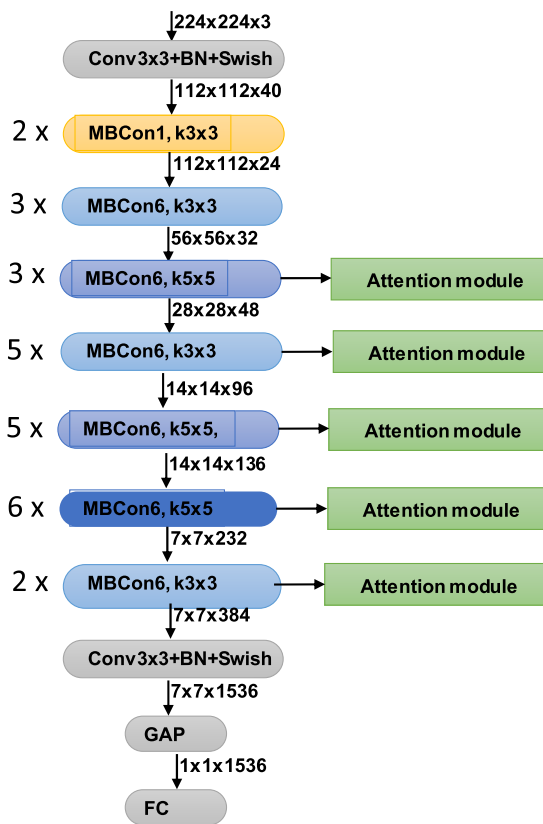 224x224x3
Conv3x3+BN+Swish
112x112x40
2 x MBCon1, k3x3
112x112x24
3 x MBCon6, k3x3
56x56x32
3 x MBCon6, k5x5 Attention module
28x28x48
5 x MBCon6, k3x3 Attention module
14x14x96
5 x MBCon6, k5x5, Attention module
14x14x136
6 x MBCon6, k5x5 Attention module
7x7x232
2 x MBCon6, k3x3 Attention module
7x7x384
Conv3x3+BN+Swish
7x7x1536
GAP
1x1x1536
FC